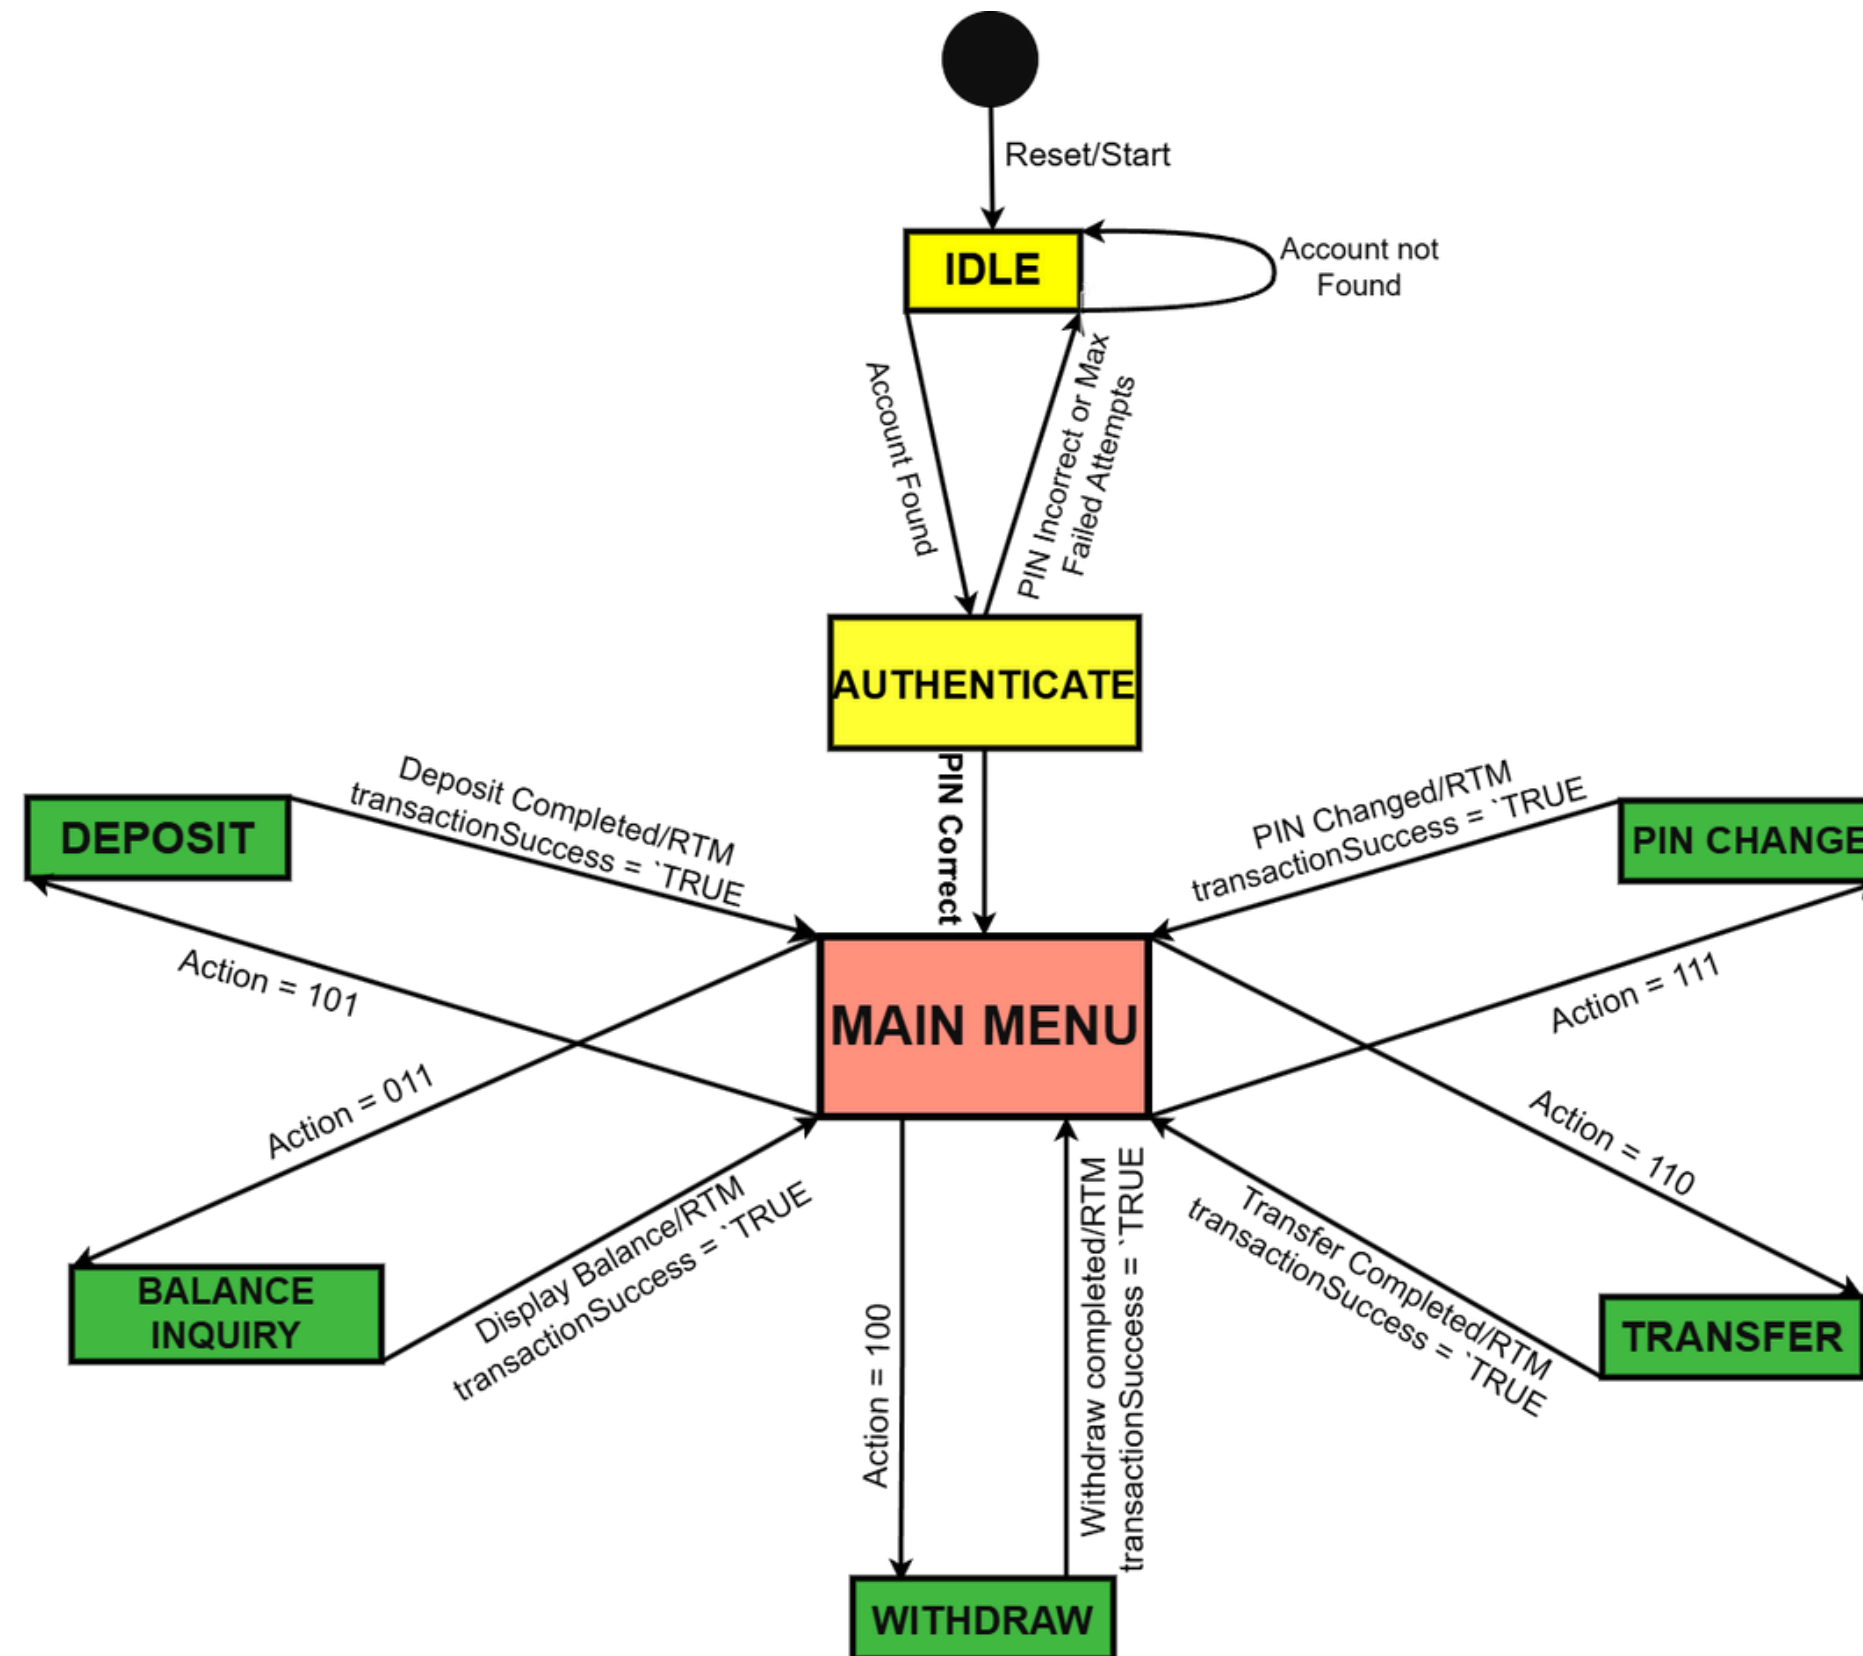 Reset/Start
IDLE
Account not
Found
Account Found
PIN Incorrect or Max
Failed Attempts
AUTHENTICATE
PIN Correct
Deposit Completed/RTM
transactionSuccess = `TRUE
DEPOSIT
PIN Changed/RTM
transactionSuccess = `TRUE
PIN CHANGE
Action = 101
MAIN MENU
Action = 111
Action = 011
Action = 110
BALANCE
INQUIRY
Display Balance/RTM
transactionSuccess = `TRUE
Action = 100
Withdraw completed/RTM
transactionSuccess = `TRUE
Transfer Completed/RTM
transactionSuccess = `TRUE
TRANSFER
WITHDRAW